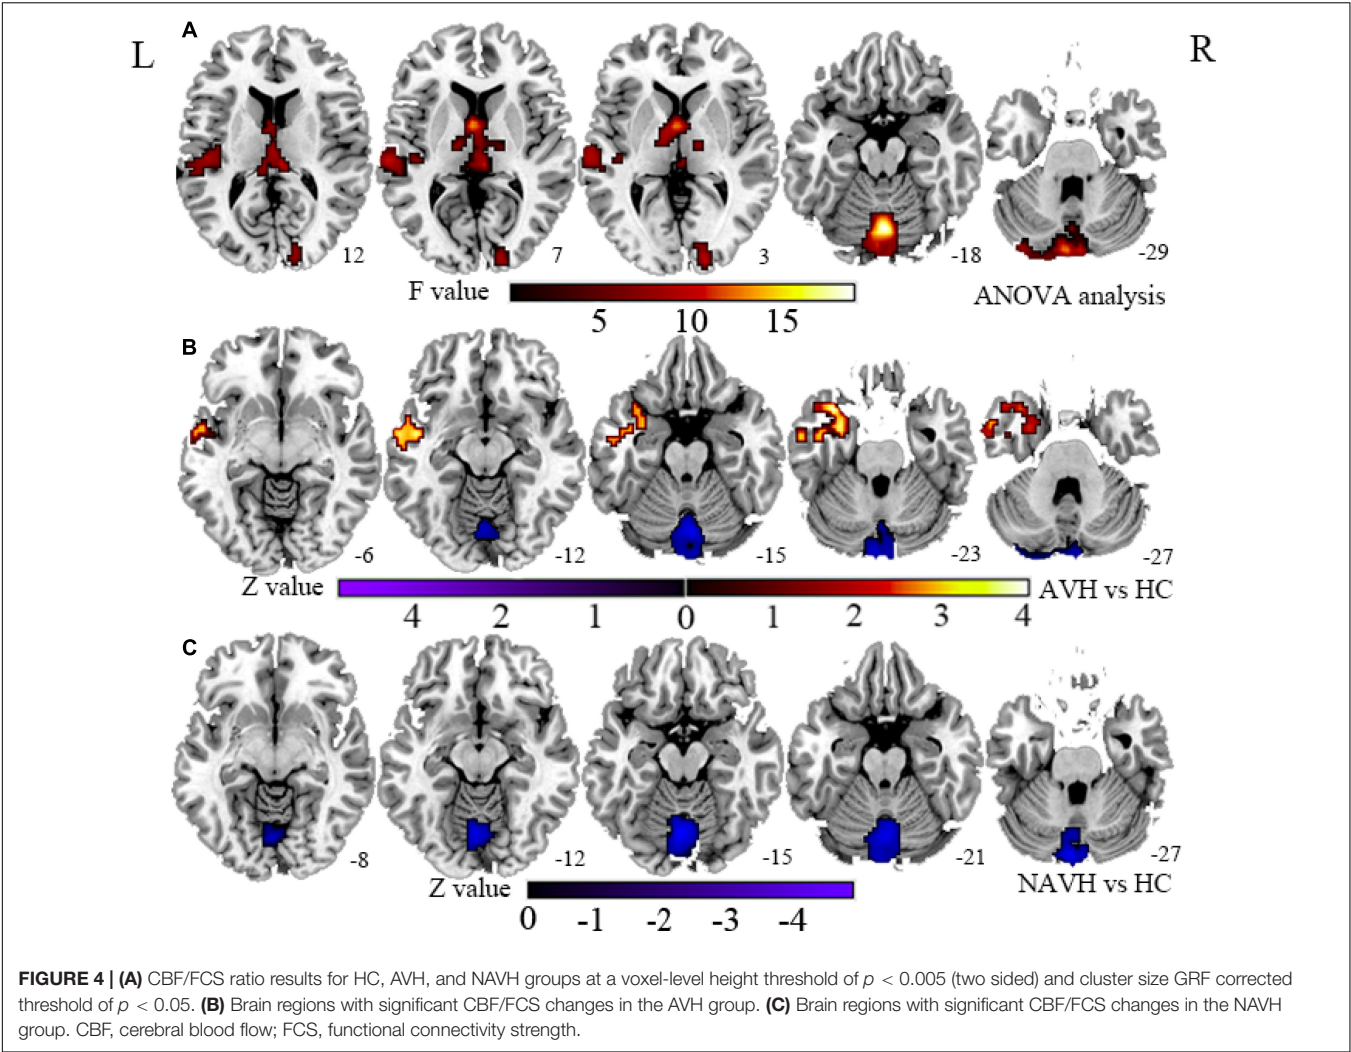 A
L
R
12
7
3
-18
-29
F value
ANOVA analysis
5 10 15
B
-6
-12
-15
-23
-27
Z value
AVH vs HC
4 2 1 0 1 2 3 4
C
-8
-12
-15
-21
-27
Z value
NAVH vs HC
0 -1 -2 -3 -4
FIGURE 4 | (A) CBF/FCS ratio results for HC, AVH, and NAVH groups at a voxel-level height threshold of p < 0.005 (two sided) and cluster size GRF corrected
threshold of p < 0.05. (B) Brain regions with significant CBF/FCS changes in the AVH group. (C) Brain regions with significant CBF/FCS changes in the NAVH
group. CBF, cerebral blood flow; FCS, functional connectivity strength.